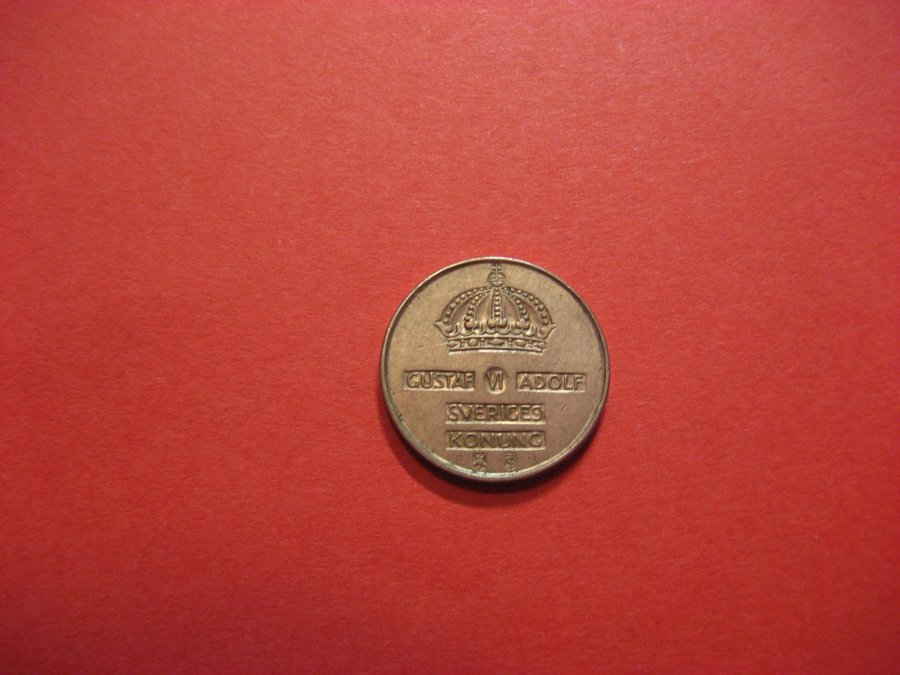 GUSTAF VI ADOLF
SVERIGES
KONUNG